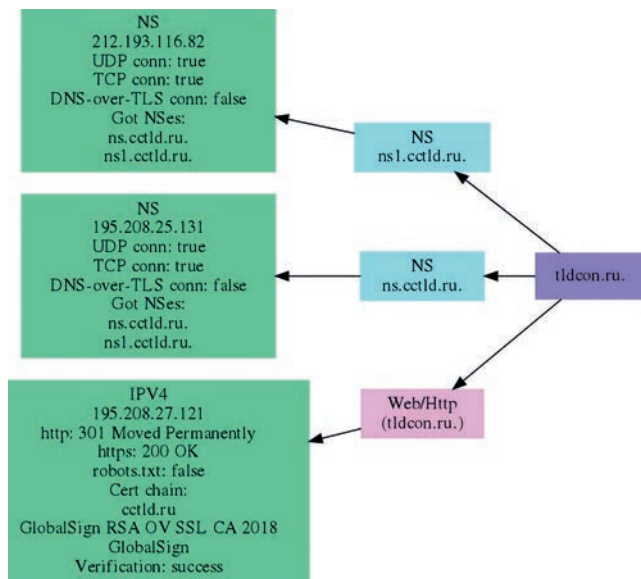 NS
212.193.116.82
UDP conn: true
TCP conn: true
DNS-over-TLS conn: false
Got NSes:
ns.cctld.ru.
ns1.cctld.ru.
NS
ns1.cctld.ru.
NS
195.208.25.131
UDP conn: true
TCP conn: true
DNS-over-TLS conn: false
Got NSes:
ns.cctld.ru.
ns1.cctld.ru.
NS
ns.cctld.ru.
tldcon.ru.
IPV4
195.208.27.121
http: 301 Moved Permanently
https: 200 OK
robots.txt: false
Cert chain:
cctld.ru
GlobalSign RSA OV SSL CA 2018
GlobalSign
Verification: success
Web/Http
(tldcon.ru.)